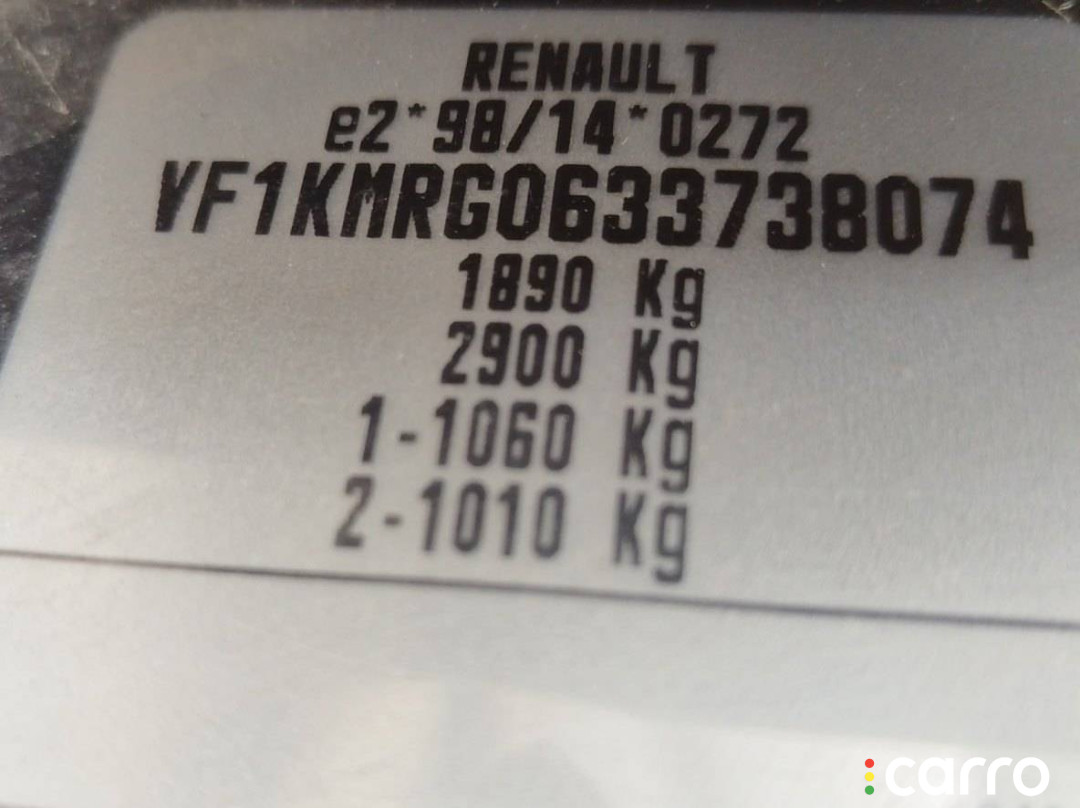 RENAULT
e2*98/14*0272
VF1KMRG0633738074
1890 Kg
2900 Kg
1-1060 Kg
2-1010 Kg
carro